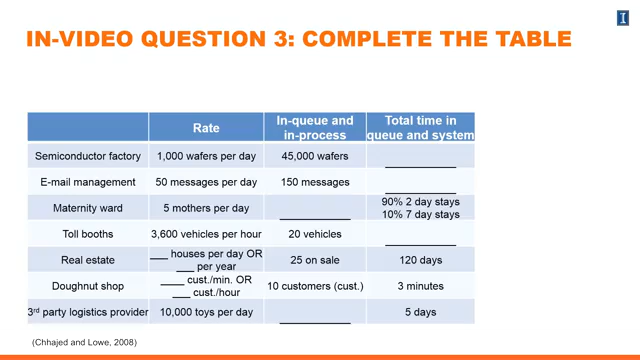 IN-VIDEO QUESTION 3: COMPLETE THE TABLE
I
Rate
In-queue and
in-process
Total time in
queue and system
Semiconductor factory
1,000 wafers per day
45,000 wafers
__________
E-mail management
50 messages per day
150 messages
__________
Maternity ward
5 mothers per day
__________
90% 2 day stays
10% 7 day stays
Toll booths
3,600 vehicles per hour
20 vehicles
__________
Real estate
___ houses per day OR
___ per year
25 on sale
120 days
Doughnut shop
____ cust./min. OR
___ cust./hour
10 customers (cust.)
3 minutes
3rd party logistics provider
10,000 toys per day
__________
5 days
(Chhajed and Lowe, 2008)